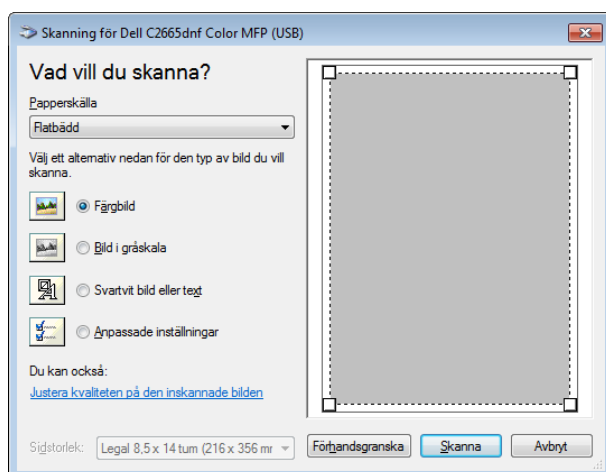 Skanning för Dell C2665dnf Color MFP (USB)
Vad vill du skanna?
Papperskälla
Flatbädd
Välj ett alternativ nedan för den typ av bild du vill
skanna.
Färgbild
Bild i gråskala
Svartvit bild eller text
Anpassade inställningar
Du kan också:
Justera kvaliteten på den inskannade bilden
Sidstorlek: Legal 8,5 x 14 tum (216 x 356 mr
Förhandsgranska Skanna Avbryt